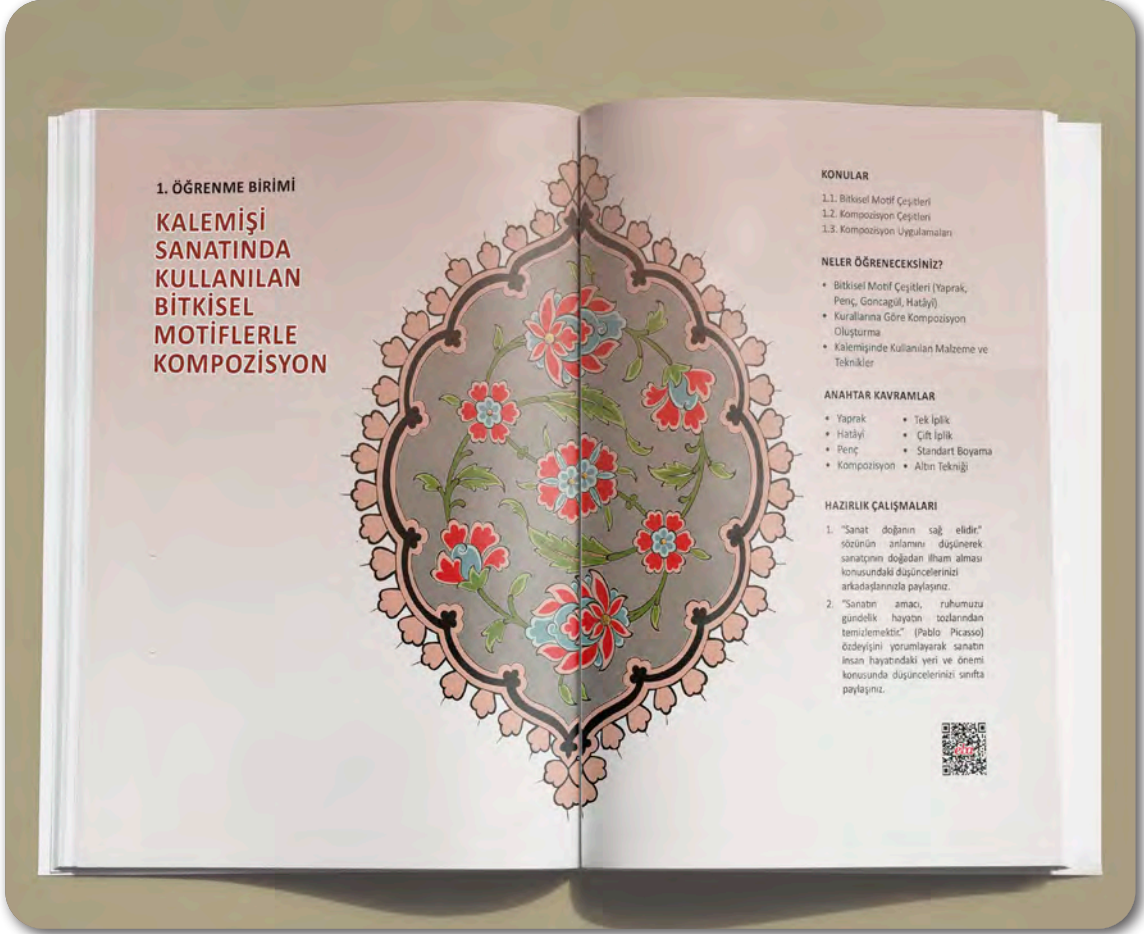 1. ÖĞRENME BİRİMİ
KALEMİŞİ
SANATINDA
KULLANILAN
BİTKİSEL
MOTİFLERLE
KOMPOZİSYON
KONULAR
1.1. Bitkisel Motif Çeşitleri
1.2. Kompozisyon Çeşitleri
1.3. Kompozisyon Uygulamaları
NELER ÖĞRENECEKSİNİZ?
• Bitkisel Motif Çeşitleri (Yaprak,
Penç, Goncagül, Hatâyi)
• Kurallarına Göre Kompozisyon
Oluşturma
• Kalemişinde Kullanılan Malzeme ve
Teknikler
ANAHTAR KAVRAMLAR
• Yaprak
• Hatâyi
• Penç
• Kompozisyon
• Tek İplik
• Çift İplik
• Standart Boyama
• Altın Tekniği
HAZIRLIK ÇALIŞMALARI
1. "Sanat doğanın sağ elidir."
sözünün anlamını düşünerek
sanatçının doğadan ilham alması
konusundaki düşüncelerinizi
arkadaşlarınızla paylaşınız.
2. "Sanatın amacı, ruhumuzu
gündelik hayatın tozlarından
temizlemektir." (Pablo Picasso)
özdeyişini yorumlayarak sanatın
insan hayatındaki yeri ve önemi
konusunda düşüncelerinizi sınıfta
paylaşınız.